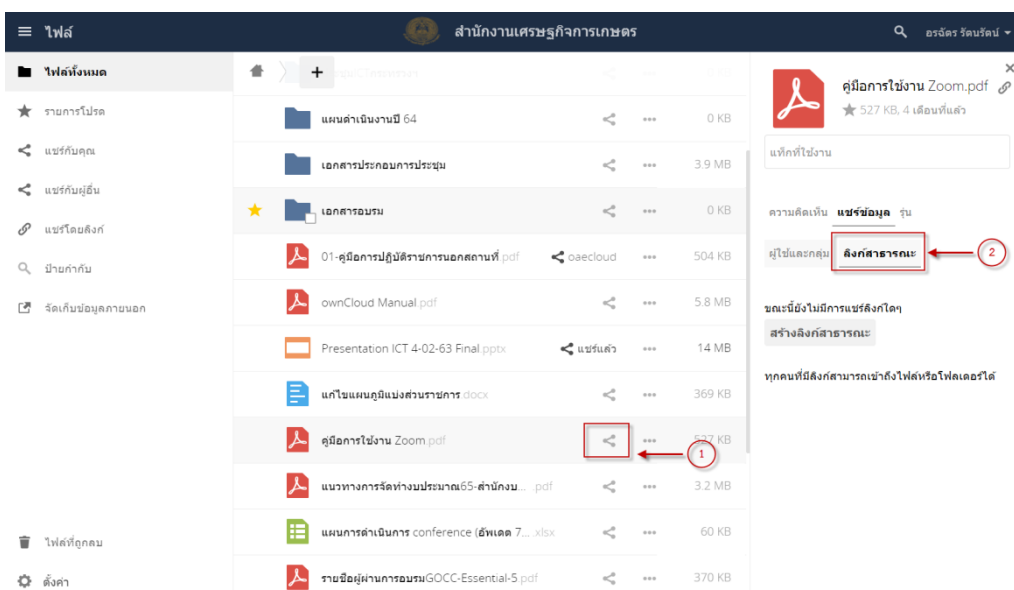 ไฟล์
สำนักงานเศรษฐกิจการเกษตร
อรฉัตร รัตนรัตน์
ไฟล์ทั้งหมด
รายการโปรด
แชร์กับคุณ
แชร์กับผู้อื่น
แชร์โดยลิงก์
ป้ายกำกับ
จัดเก็บข้อมูลภายนอก
ไฟล์ที่ถูกลบ
ตั้งค่า
+
แผนดำเนินงานปี 64 0 KB
เอกสารประกอบการประชุม 3.9 MB
เอกสารอบรม 0 KB
01-คู่มือการปฏิบัติราชการนอกสถานที่.pdf oaecloud 504 KB
ownCloud Manual.pdf 5.8 MB
Presentation ICT 4-02-63 Final.pptx แชร์แล้ว 14 MB
แก้ไขแผนภูมิแบ่งส่วนราชการ.docx 369 KB
คู่มือการใช้งาน Zoom.pdf 527 KB
1
แนวทางการจัดทำงบประมาณ65-สำนักงบ... .pdf 3.2 MB
แผนการดำเนินการ conference (อัพเดต 7... .xlsx 60 KB
รายชื่อผู้ผ่านการอบรมGOCC-Essential-5.pdf 370 KB
คู่มือการใช้งาน Zoom.pdf
527 KB, 4 เดือนที่แล้ว
แท็กที่ใช้งาน
ความคิดเห็น แชร์ข้อมูล รุ่น
ผู้ใช้และกลุ่ม ลิงก์สาธารณะ 2
ขณะนี้ยังไม่มีการแชร์ลิงก์ใดๆ
สร้างลิงก์สาธารณะ
ทุกคนที่มีลิงก์สามารถเข้าถึงไฟล์หรือโฟลเดอร์ได้